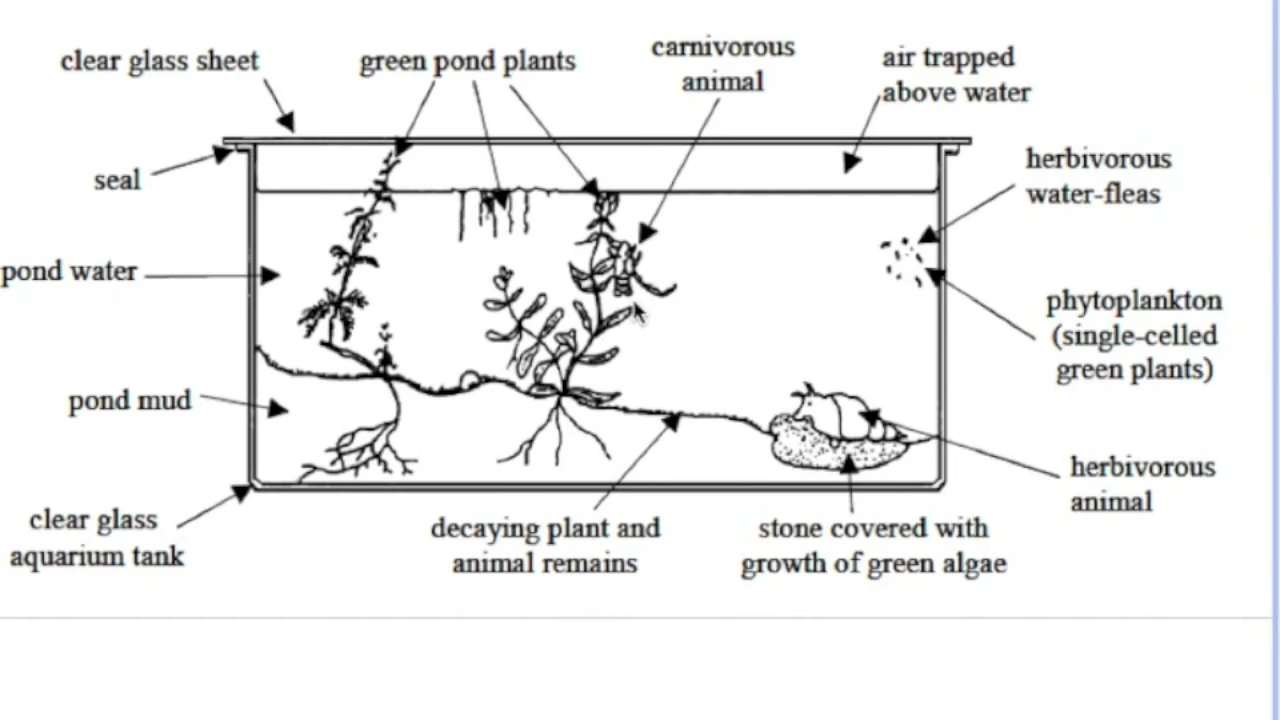 clear glass sheet
green pond plants
carnivorous
animal
air trapped
above water
seal
herbivorous
water-fleas
pond water
phytoplankton
(single-celled
green plants)
pond mud
herbivorous
animal
clear glass
aquarium tank
decaying plant and
animal remains
stone covered with
growth of green algae